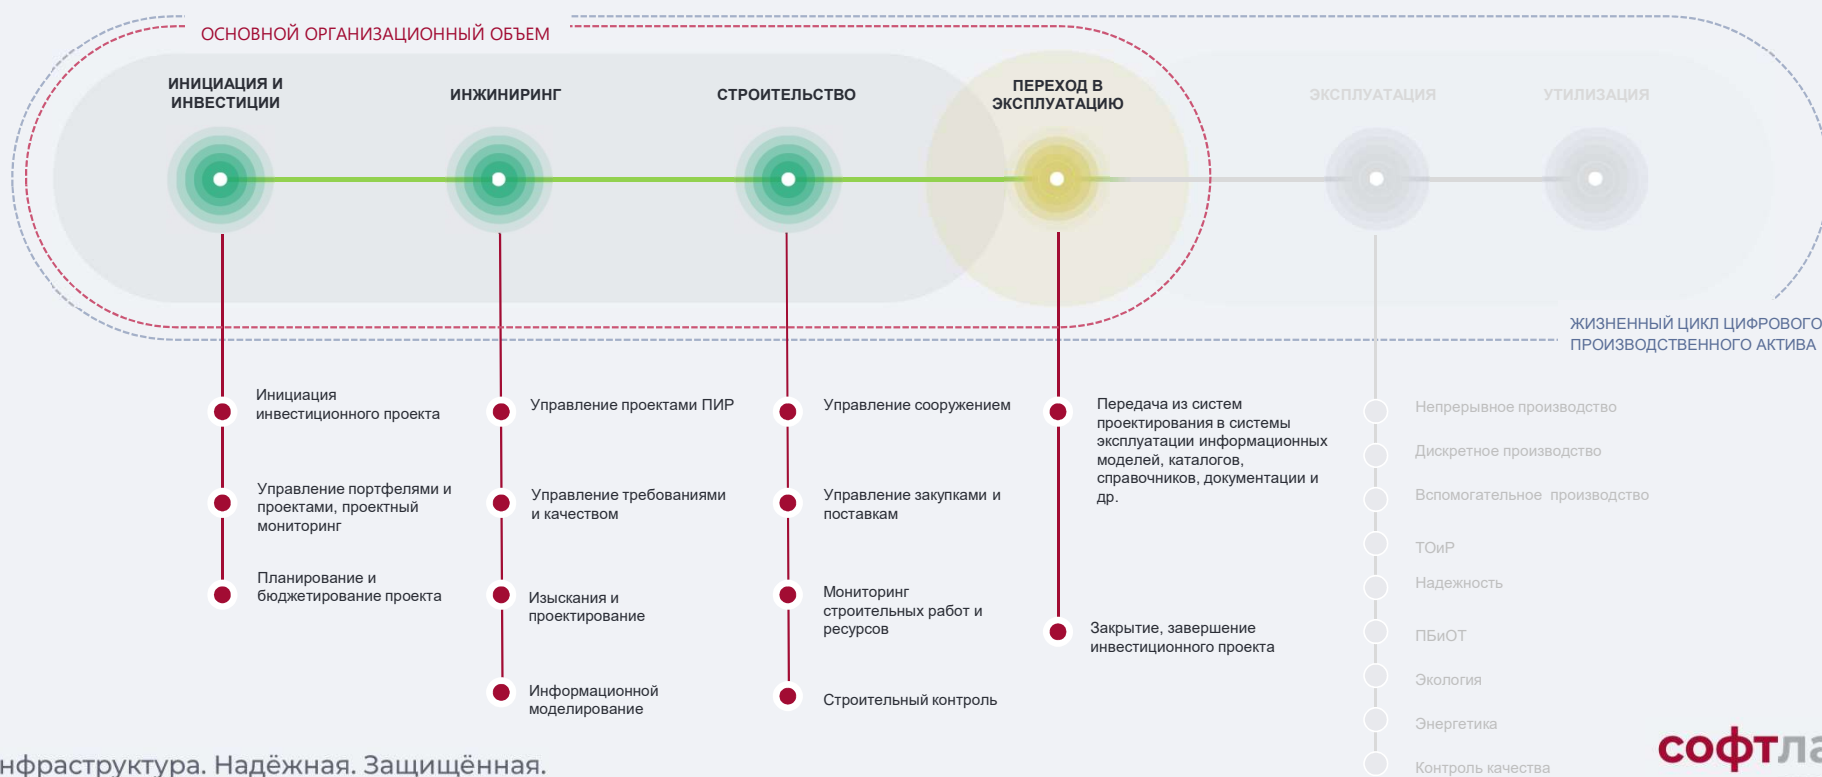 ОСНОВНОЙ ОРГАНИЗАЦИОННЫЙ ОБЪЕМ
ИНИЦИАЦИЯ И
ИНВЕСТИЦИИ
ИНЖИНИРИНГ
СТРОИТЕЛЬСТВО
ПЕРЕХОД В
ЭКСПЛУАТАЦИЮ
ЭКСПЛУАТАЦИЯ
УТИЛИЗАЦИЯ
ЖИЗНЕННЫЙ ЦИКЛ ЦИФРОВОГО
ПРОИЗВОДСТВЕННОГО АКТИВА
Инициация
инвестиционного проекта
Управление портфелями и
проектами, проектный
мониторинг
Планирование и
бюджетирование проекта
Управление проектами ПИР
Управление требованиями
и качеством
Изыскания и
проектирование
Информационной
моделирование
Управление сооружением
Управление закупками и
поставкам
Мониторинг
строительных работ и
ресурсов
Строительный контроль
Передача из систем
проектирования в системы
эксплуатации информационных
моделей, каталогов,
справочников, документации и
др.
Закрытие, завершение
инвестиционного проекта
Непрерывное производство
Дискретное производство
Вспомогательное производство
ТОиР
Надежность
ПБиОТ
Экология
Энергетика
Контроль качества
нфраструктура. Надёжная. Защищённая.
софтла